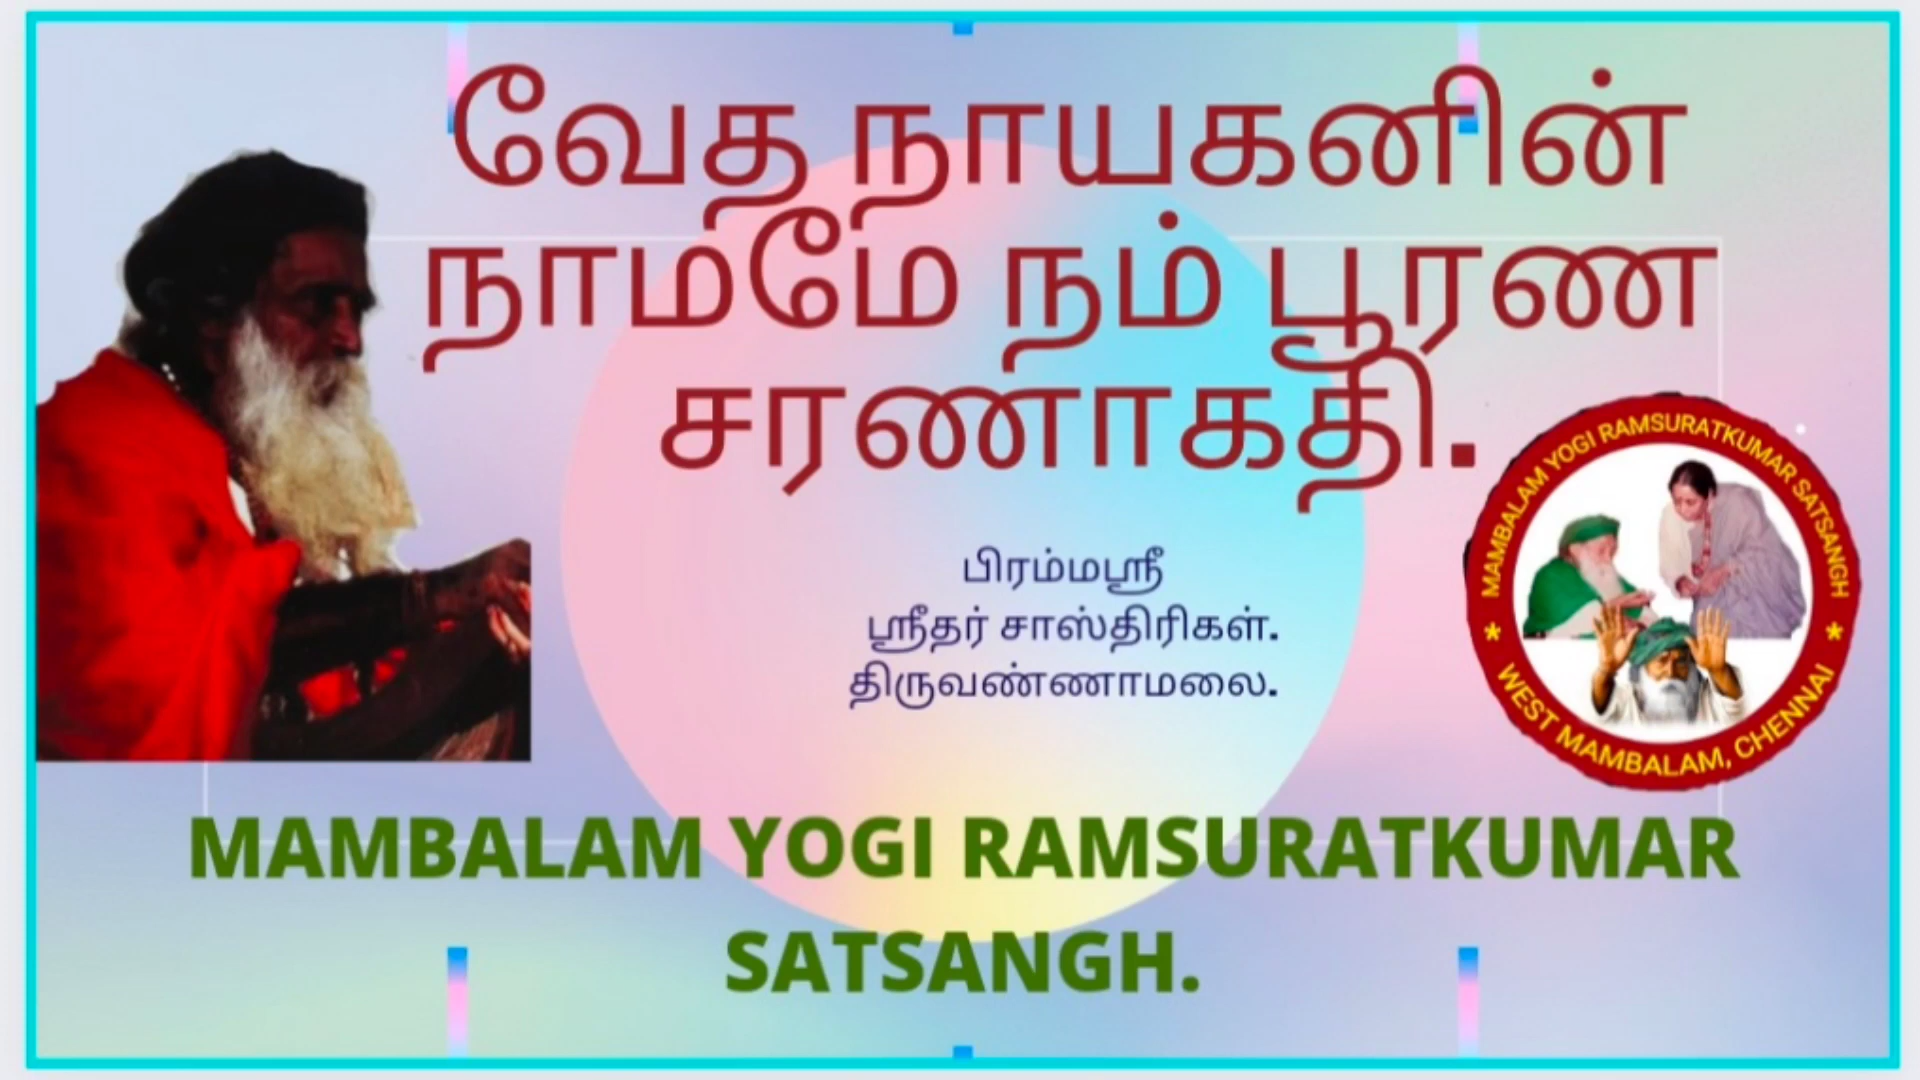 வேத நாயகனின்
நாமமே நம் பூரண
சரணாகதி.
பிரம்மஸ்ரீ
ஸ்ரீதர் சாஸ்திரிகள்.
திருவண்ணாமலை.
MAMBALAM YOGI RAMSURATKUMAR SATSANGH
* WEST MAMBALAM, CHENNAI *
MAMBALAM YOGI RAMSURATKUMAR
SATSANGH.